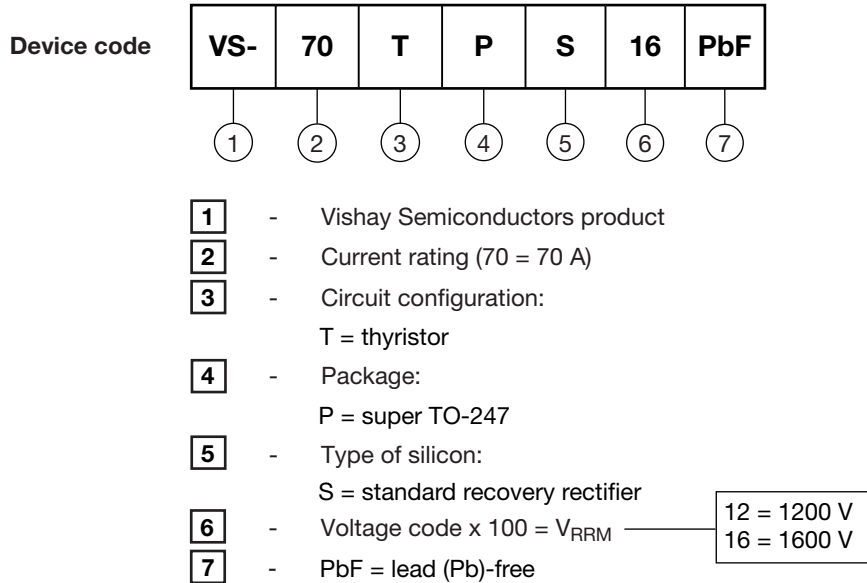 Device code
VS- 70 T P S 16 PbF
1 2 3 4 5 6 7
1 - Vishay Semiconductors product
2 - Current rating (70 = 70 A)
3 - Circuit configuration:
T = thyristor
4 - Package:
P = super TO-247
5 - Type of silicon:
S = standard recovery rectifier
6 - Voltage code x 100 = VRRM
12 = 1200 V
16 = 1600 V
7 - PbF = lead (Pb)-free